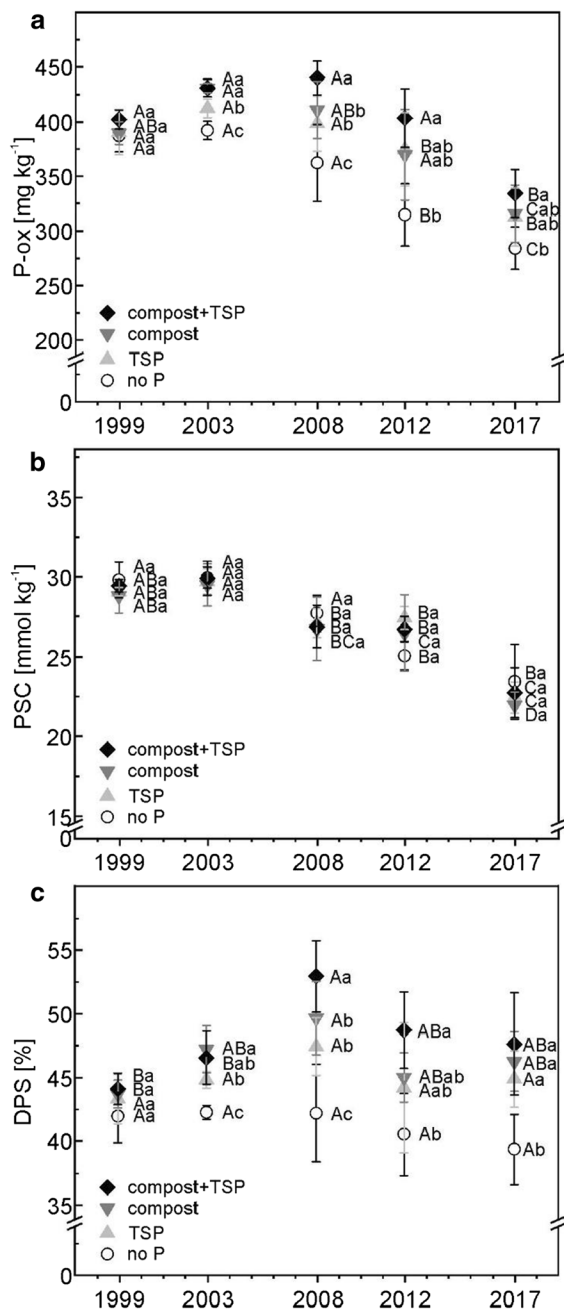 a
P-ox [mg kg⁻¹]
450
400
350
300
250
200
0
Aa
ABa
Aa
Aa
Aa
Aa
Ab
Ac
Aa
ABb
Ab
Ac
Aa
Bab
Aab
Bb
Ba
Cab
Bab
Cb
compost+TSP
compost
TSP
no P
1999 2003 2008 2012 2017
b
PSC [mmol kg⁻¹]
35
30
25
20
15
0
Aa
ABa
ABa
ABa
Aa
Aa
Aa
Aa
Aa
Ba
Ba
BCa
Ba
Ba
Ca
Ba
Ba
Ca
Ca
Da
compost+TSP
compost
TSP
no P
1999 2003 2008 2012 2017
c
DPS [%]
55
50
45
40
35
0
Ba
Ba
Aa
Aa
ABa
Bab
Ab
Ac
Aa
Ab
Ab
Ac
ABa
ABab
Aab
Ab
ABa
ABa
Aa
Ab
compost+TSP
compost
TSP
no P
1999 2003 2008 2012 2017